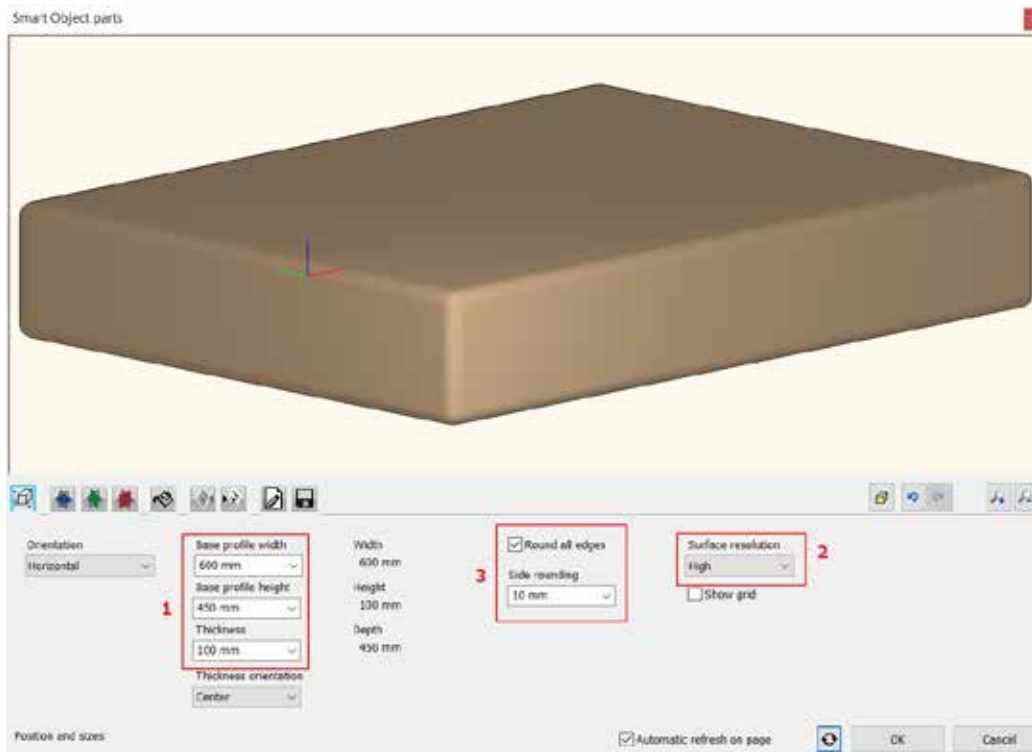 Smart Object parts
Orientation
Horizontal
1
Base profile width
600 mm
Base profile height
450 mm
Thickness
100 mm
Thickness orientation
Center
Width
600 mm
Height
mm
Depth
450 mm
3
Round all edges
Side rounding
10 mm
Surface resolution
High
2
Show grid
Position and sizes
Automatic refresh on page
OK
Cancel